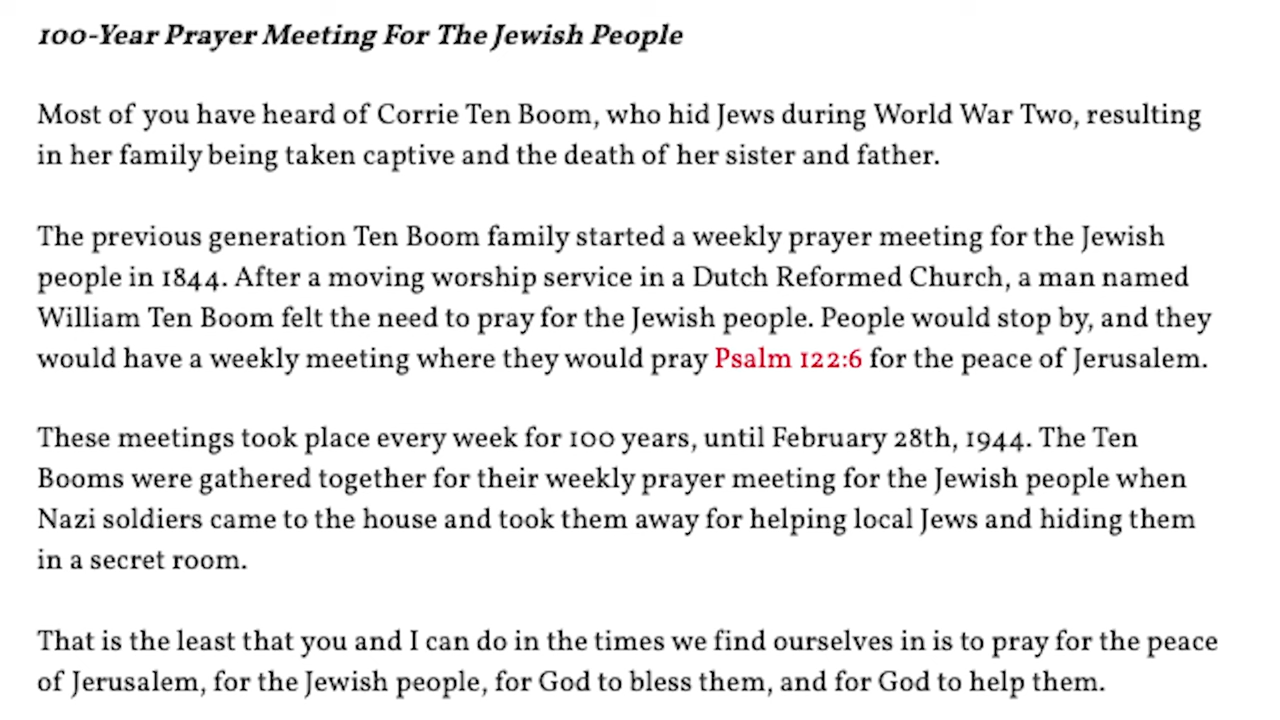 100-Year Prayer Meeting For The Jewish People
Most of you have heard of Corrie Ten Boom, who hid Jews during World War Two, resulting
in her family being taken captive and the death of her sister and father.
The previous generation Ten Boom family started a weekly prayer meeting for the Jewish
people in 1844. After a moving worship service in a Dutch Reformed Church, a man named
William Ten Boom felt the need to pray for the Jewish people. People would stop by, and they
would have a weekly meeting where they would pray Psalm 122:6 for the peace of Jerusalem.
These meetings took place every week for 100 years, until February 28th, 1944. The Ten
Booms were gathered together for their weekly prayer meeting for the Jewish people when
Nazi soldiers came to the house and took them away for helping local Jews and hiding them
in a secret room.
That is the least that you and I can do in the times we find ourselves in is to pray for the peace
of Jerusalem, for the Jewish people, for God to bless them, and for God to help them.